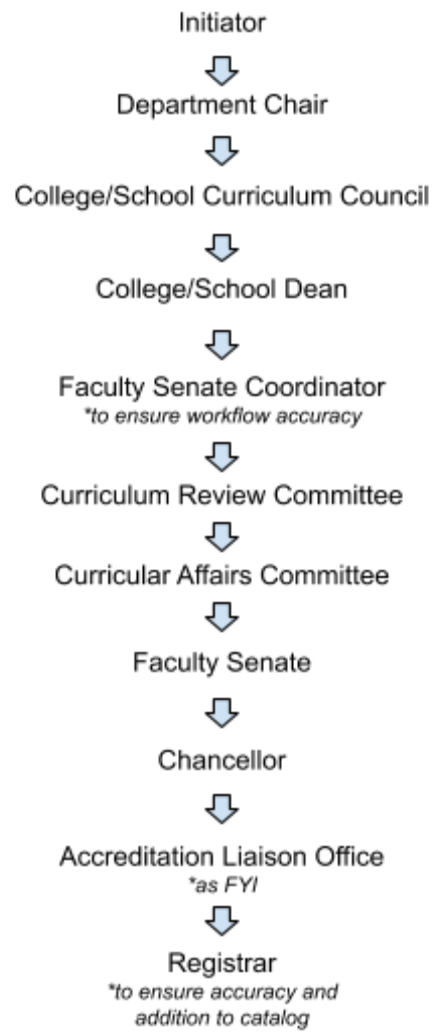 Initiator
Department Chair
College/School Curriculum Council
College/School Dean
Faculty Senate Coordinator
*to ensure workflow accuracy
Curriculum Review Committee
Curricular Affairs Committee
Faculty Senate
Chancellor
Accreditation Liaison Office
*as FYI
Registrar
*to ensure accuracy and
addition to catalog